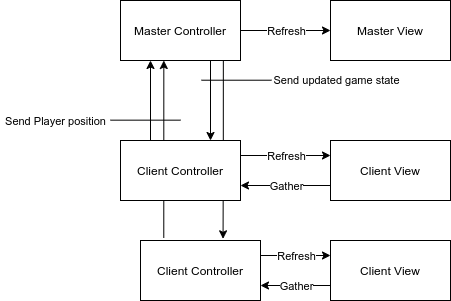 Master Controller
Refresh
Master View
Send updated game state
Send Player position
Client Controller
Refresh
Gather
Client View
Client Controller
Refresh
Gather
Client View